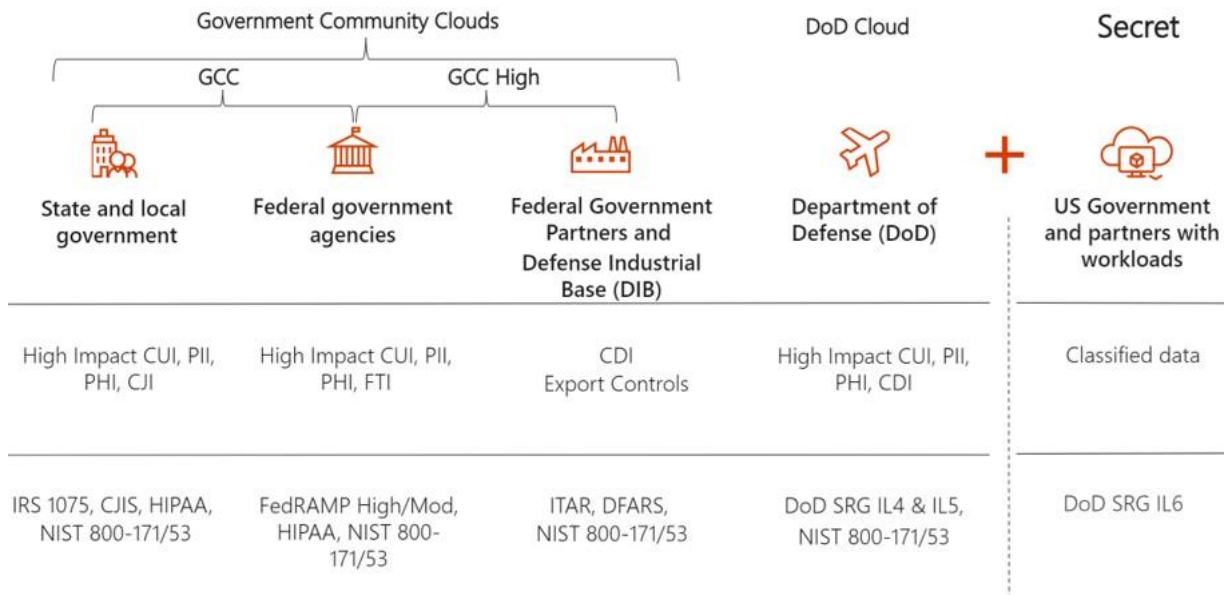 Government Community Clouds
DoD Cloud
Secret
GCC
GCC High
State and local
government
Federal government
agencies
Federal Government
Partners and
Defense Industrial
Base (DIB)
Department of
Defense (DoD)
US Government
and partners with
workloads
High Impact CUI, PII,
PHI, CJI
High Impact CUI, PII,
PHI, FTI
CDI
Export Controls
High Impact CUI, PII,
PHI, CDI
Classified data
IRS 1075, CJIS, HIPAA,
NIST 800-171/53
FedRAMP High/Mod,
HIPAA, NIST 800-
171/53
ITAR, DFARS,
NIST 800-171/53
DoD SRG IL4 & IL5,
NIST 800-171/53
DoD SRG IL6